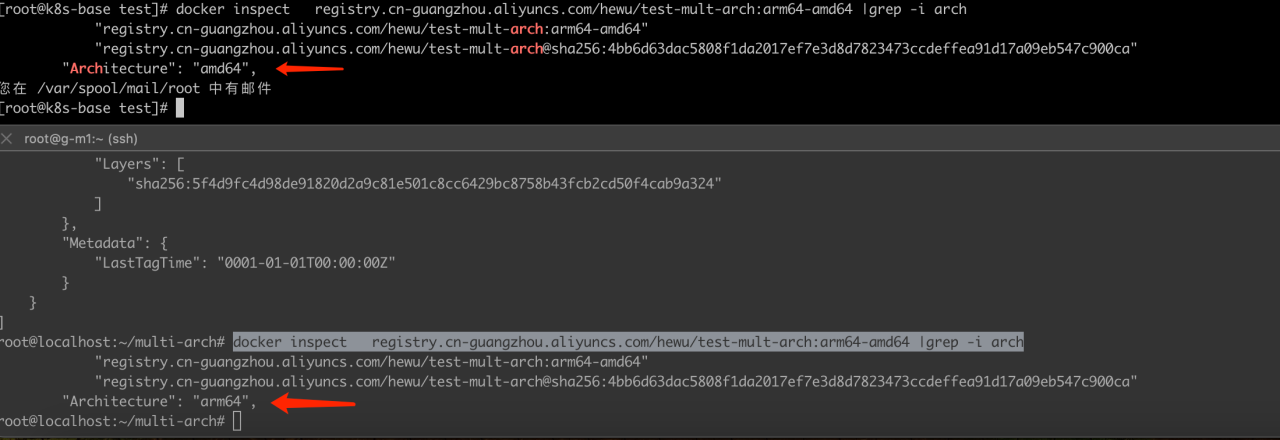 [root@k8s-base test]# docker inspect   registry.cn-guangzhou.aliyuncs.com/hewu/test-mult-arch:arm64-amd64 |grep -i arch
            "registry.cn-guangzhou.aliyuncs.com/hewu/test-mult-arch:arm64-amd64"
            "registry.cn-guangzhou.aliyuncs.com/hewu/test-mult-arch@sha256:4bb6d63dac5808f1da2017ef7e3d8d7823473ccdeffea91d17a09eb547c900ca"
        "Architecture": "amd64",
您在 /var/spool/mail/root 中有邮件
[root@k8s-base test]#
root@g-m1:~ (ssh)
            "Layers": [
                "sha256:5f4d9fc4d98de91820d2a9c81e501c8cc6429bc8758b43fcb2cd50f4cab9a324"
            ]
        },
        "Metadata": {
            "LastTagTime": "0001-01-01T00:00:00Z"
        }
    }
]
root@localhost:~/multi-arch# docker inspect   registry.cn-guangzhou.aliyuncs.com/hewu/test-mult-arch:arm64-amd64 |grep -i arch
            "registry.cn-guangzhou.aliyuncs.com/hewu/test-mult-arch:arm64-amd64"
            "registry.cn-guangzhou.aliyuncs.com/hewu/test-mult-arch@sha256:4bb6d63dac5808f1da2017ef7e3d8d7823473ccdeffea91d17a09eb547c900ca"
        "Architecture": "arm64",
root@localhost:~/multi-arch#